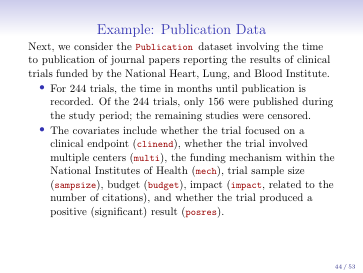 Example: Publication Data
Next, we consider the Publication dataset involving the time
to publication of journal papers reporting the results of clinical
trials funded by the National Heart, Lung, and Blood Institute.
• For 244 trials, the time in months until publication is
recorded. Of the 244 trials, only 156 were published during
the study period; the remaining studies were censored.
• The covariates include whether the trial focused on a
clinical endpoint (clinend), whether the trial involved
multiple centers (multi), the funding mechanism within the
National Institutes of Health (mech), trial sample size
(sampsize), budget (budget), impact (impact, related to the
number of citations), and whether the trial produced a
positive (significant) result (posres).
44 / 53